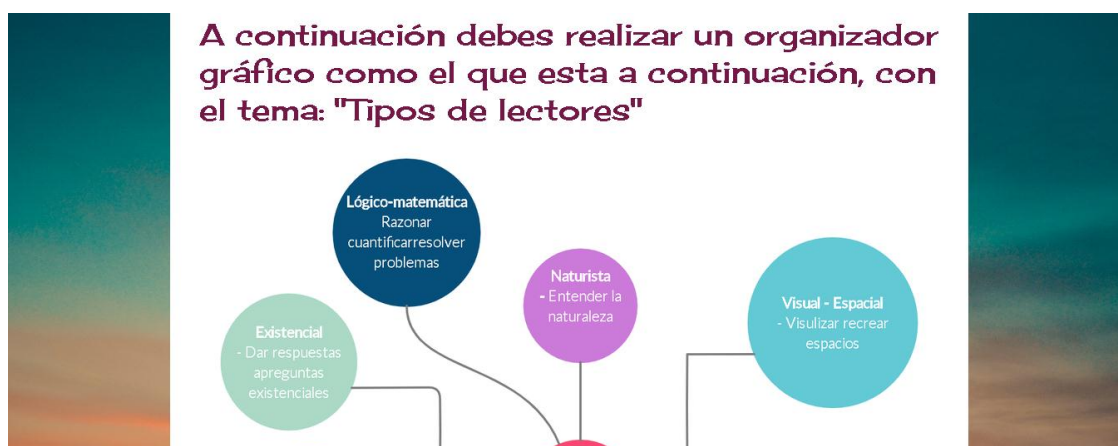 A continuación debes realizar un organizador
gráfico como el que esta a continuación, con
el tema: "Tipos de lectores"
Lógico-matemática
Razonar
cuantificarresolver
problemas
Naturista
- Entender la
naturaleza
Visual - Espacial
- Visulizar recrear
espacios
Existencial
- Dar respuestas
apreguntas
existenciales